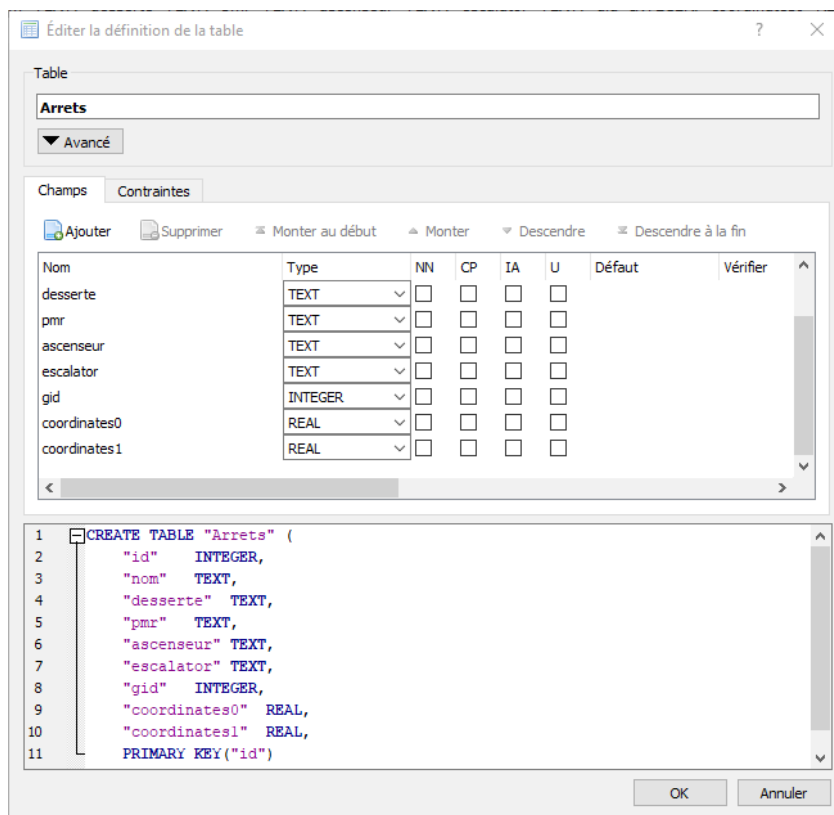 Éditer la définition de la table ?
Table
Arrets
Avancé
Champs Contraintes
Ajouter Supprimer Monter au début Monter Descendre Descendre à la fin
Nom Type NN CP IA U Défaut Vérifier
desserte TEXT
pmr TEXT
ascenseur TEXT
escalator TEXT
gid INTEGER
coordinates0 REAL
coordinates1 REAL
1 CREATE TABLE "Arrets" (
2 "id" INTEGER,
3 "nom" TEXT,
4 "desserte" TEXT,
5 "pmr" TEXT,
6 "ascenseur" TEXT,
7 "escalator" TEXT,
8 "gid" INTEGER,
9 "coordinates0" REAL,
10 "coordinates1" REAL,
11 PRIMARY KEY("id")
OK Annuler